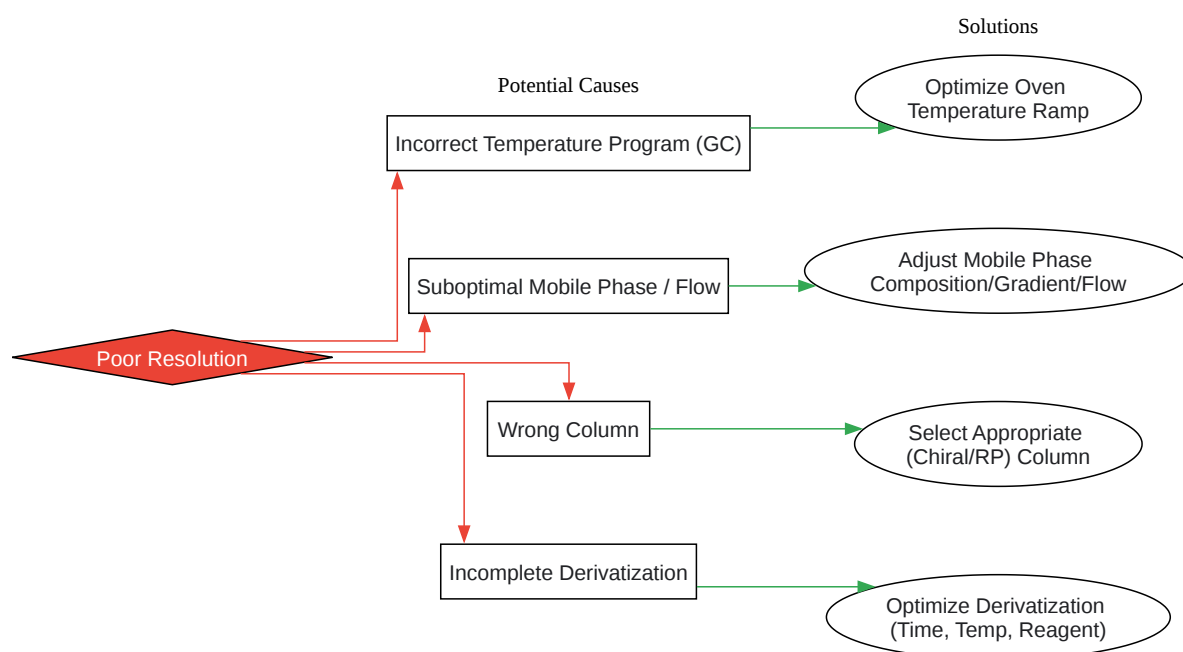 Solutions
Optimize Oven
Temperature Ramp
Potential Causes
Incorrect Temperature Program (GC)
Adjust Mobile Phase
Composition/Gradient/Flow
Suboptimal Mobile Phase / Flow
Poor Resolution
Wrong Column
Select Appropriate
(Chiral/RP) Column
Incomplete Derivatization
Optimize Derivatization
(Time, Temp, Reagent)